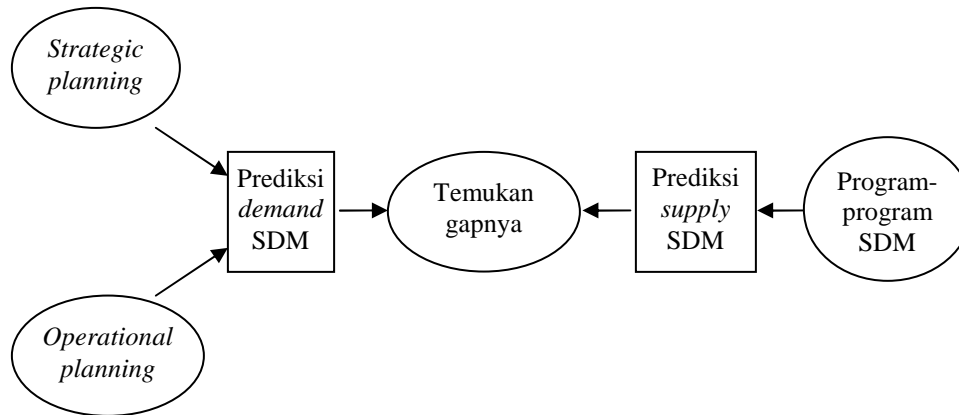 Strategic
planning
Prediksi
demand
SDM
Temukan
gapnya
Prediksi
supply
SDM
Program-
program
SDM
Operational
planning